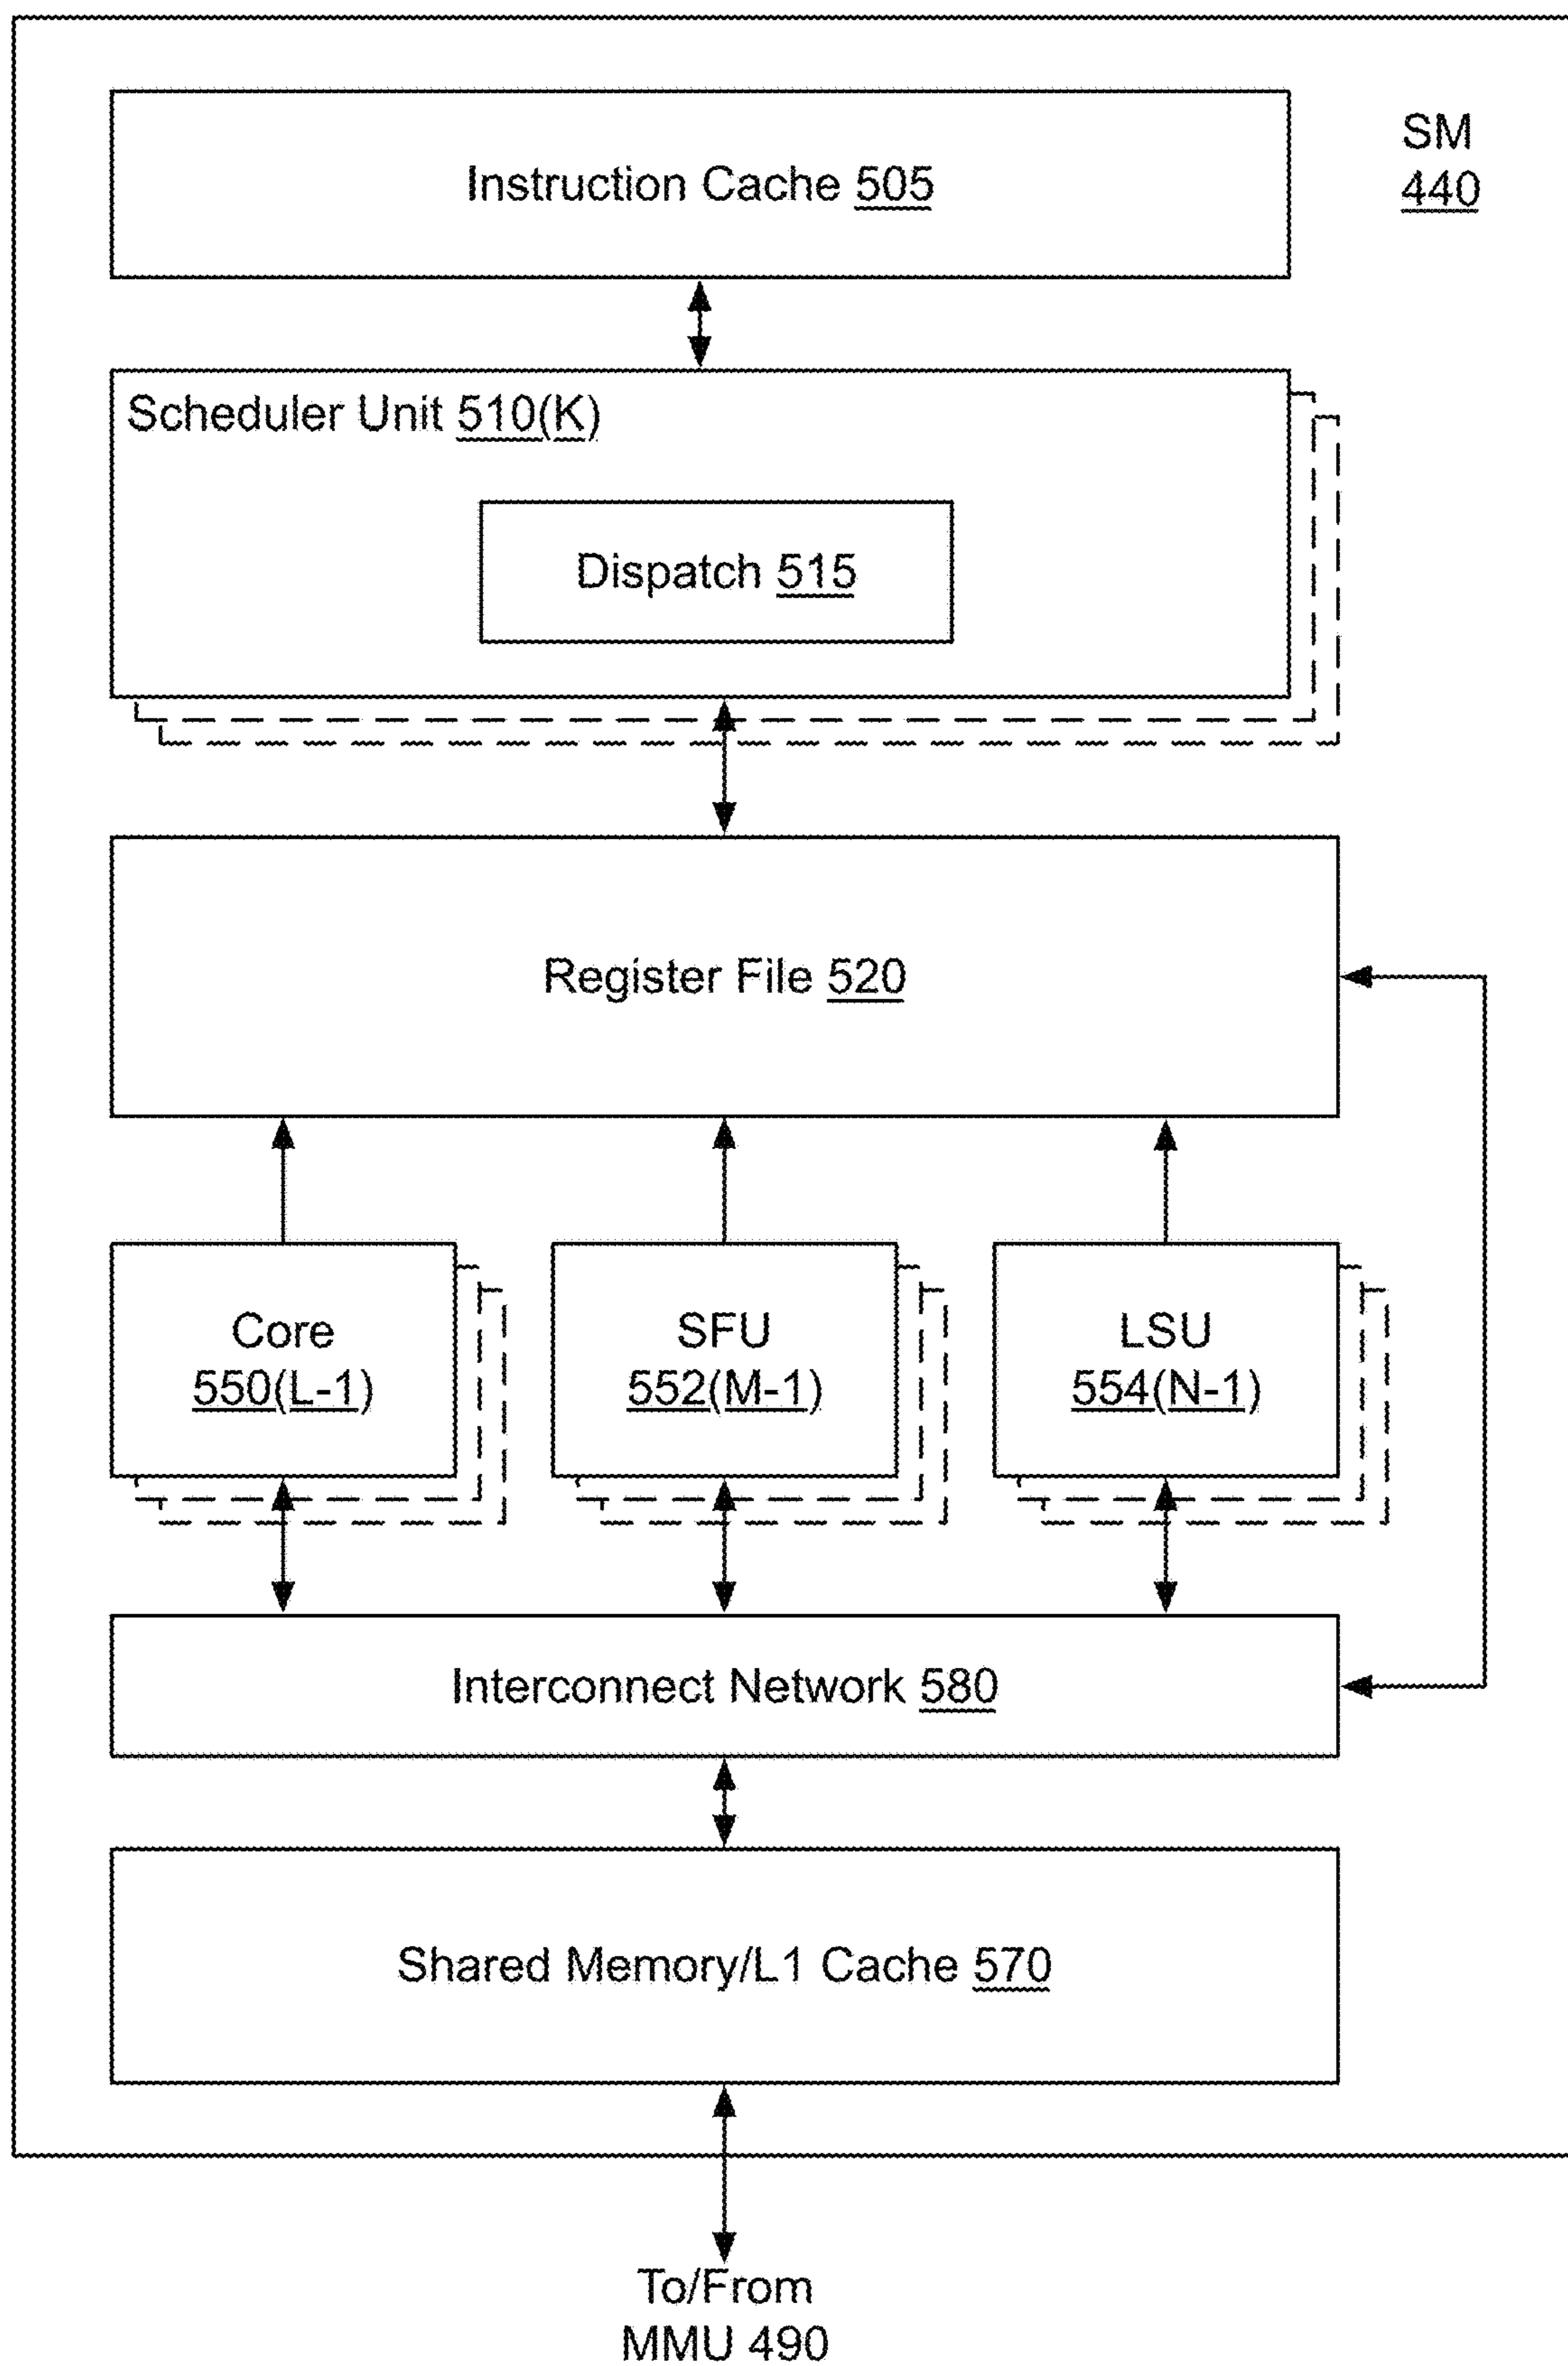 Instruction Cache 505
SM
440
Scheduler Unit 510(K)
Dispatch 515
Register File 520
Core
550(L-1)
SFU
552(M-1)
LSU
554(N-1)
Interconnect Network 580
Shared Memory/L1 Cache 570
To/From
MMU 490